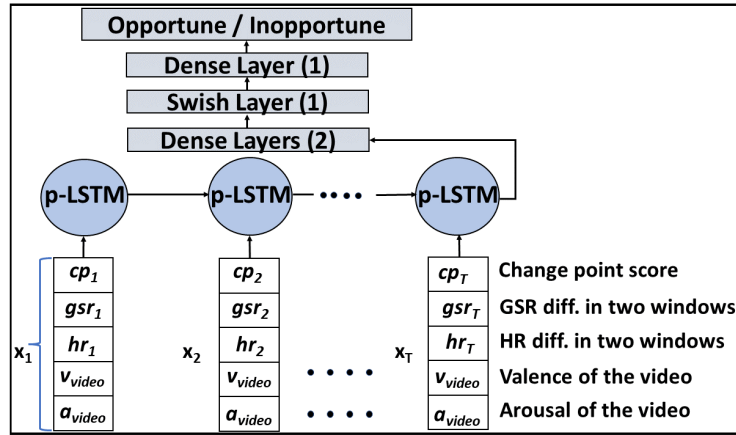 Opportune / Inopportune
Dense Layer (1)
Swish Layer (1)
Dense Layers (2)
p-LSTM p-LSTM p-LSTM
cp1 cp2 cpT Change point score
gsr1 gsr2 gsrT GSR diff. in two windows
x1 hr1 x2 hr2 xT hrT HR diff. in two windows
vvideo vvideo vvideo Valence of the video
avideo avideo avideo Arousal of the video